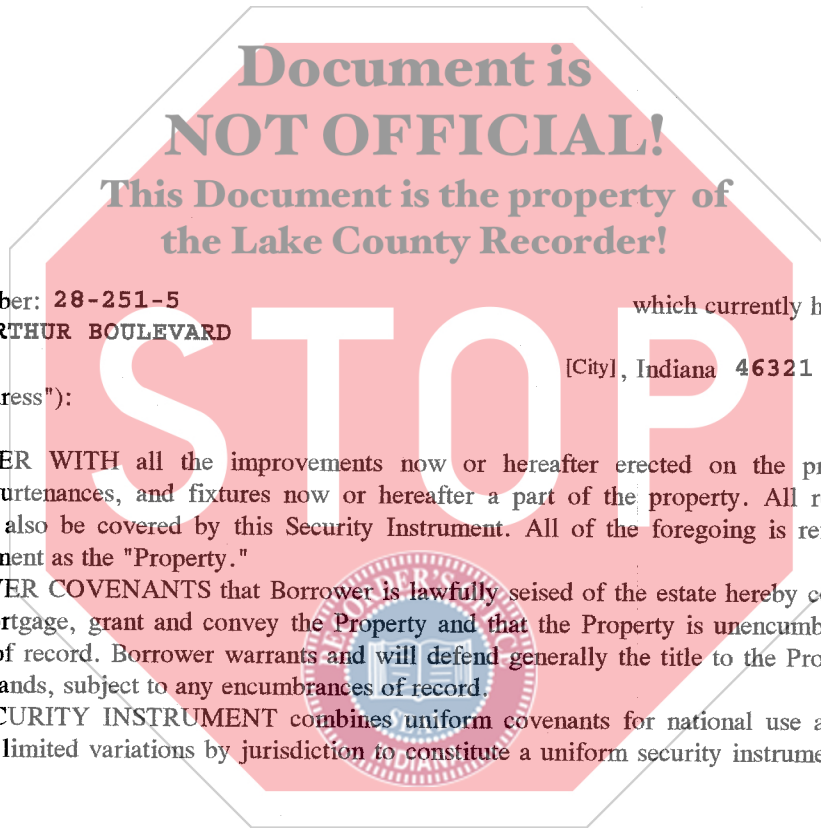 Document is
NOT OFFICIAL!
This Document is the property of
the Lake County Recorder!
ber: 28-251-5 which currently h
RTHUR BOULEVARD
[City], Indiana 46321
ress"):
STOP
ER WITH all the improvements now or hereafter erected on the pr
urtenances, and fixtures now or hereafter a part of the property. All r
also be covered by this Security Instrument. All of the foregoing is re
ment as the "Property."
ER COVENANTS that Borrower is lawfully seised of the estate hereby c
rtgage, grant and convey the Property and that the Property is unencumb
of record. Borrower warrants and will defend generally the title to the Pro
ands, subject to any encumbrances of record.
CURITY INSTRUMENT combines uniform covenants for national use a
limited variations by jurisdiction to constitute a uniform security instrume
SEAL